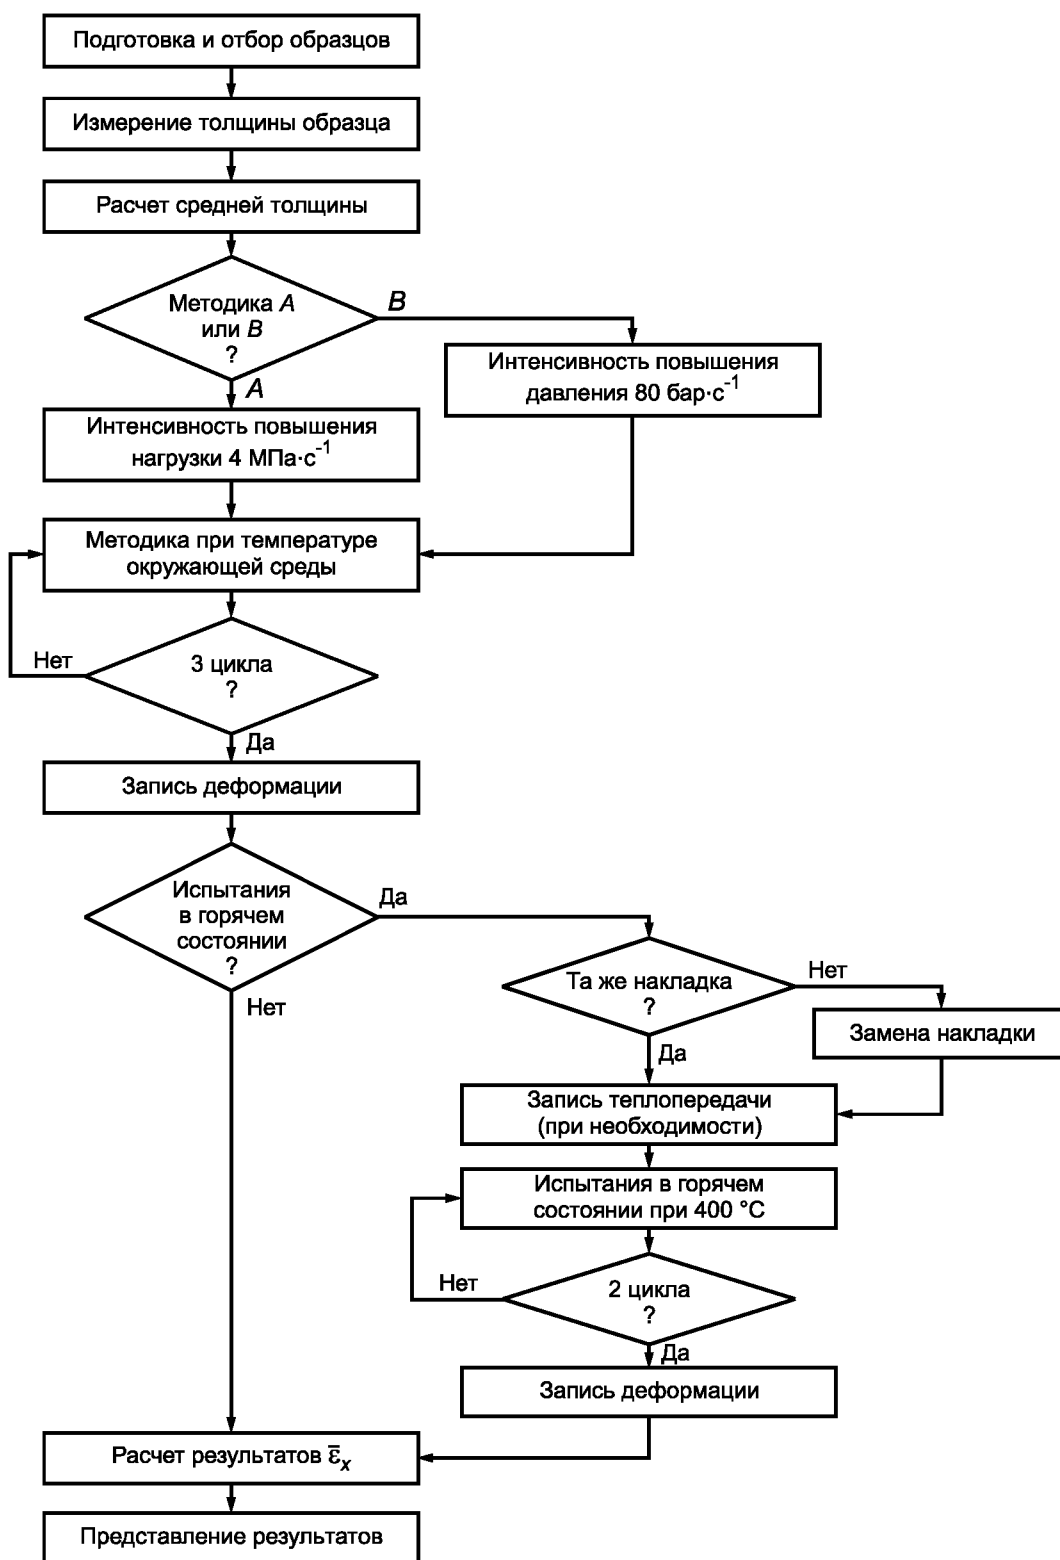 Подготовка и отбор образцов
Измерение толщины образца
Расчет средней толщины
Методика A
или B
?
B
A
Интенсивность повышения
давления 80 бар·с⁻¹
Интенсивность повышения
нагрузки 4 МПа·с⁻¹
Методика при температуре
окружающей среды
Нет
3 цикла
?
Да
Запись деформации
Испытания
в горячем
состоянии
?
Да
Нет
Та же накладка
?
Нет
Да
Замена накладки
Запись теплопередачи
(при необходимости)
Испытания в горячем
состоянии при 400 °С
Нет
2 цикла
?
Да
Запись деформации
Расчет результатов ε̅ₓ
Представление результатов